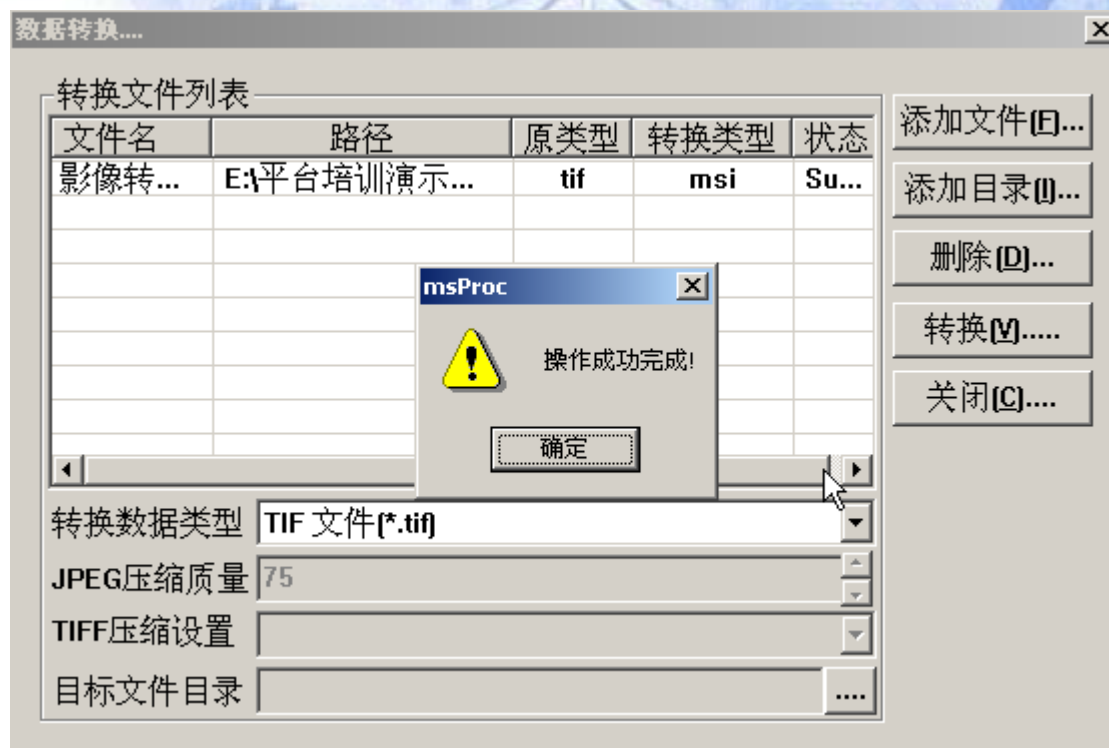 数据转换....
转换文件列表
文件名 路径 原类型 转换类型 状态
影像转... E:\平台培训演示... tif msi Su...
添加文件(F)...
添加目录(I)...
删除(D)...
转换(V).....
关闭(C)....
msProc
操作成功完成!
确定
转换数据类型 TIF 文件(*.tif)
JPEG压缩质量 75
TIFF压缩设置
目标文件目录 ....